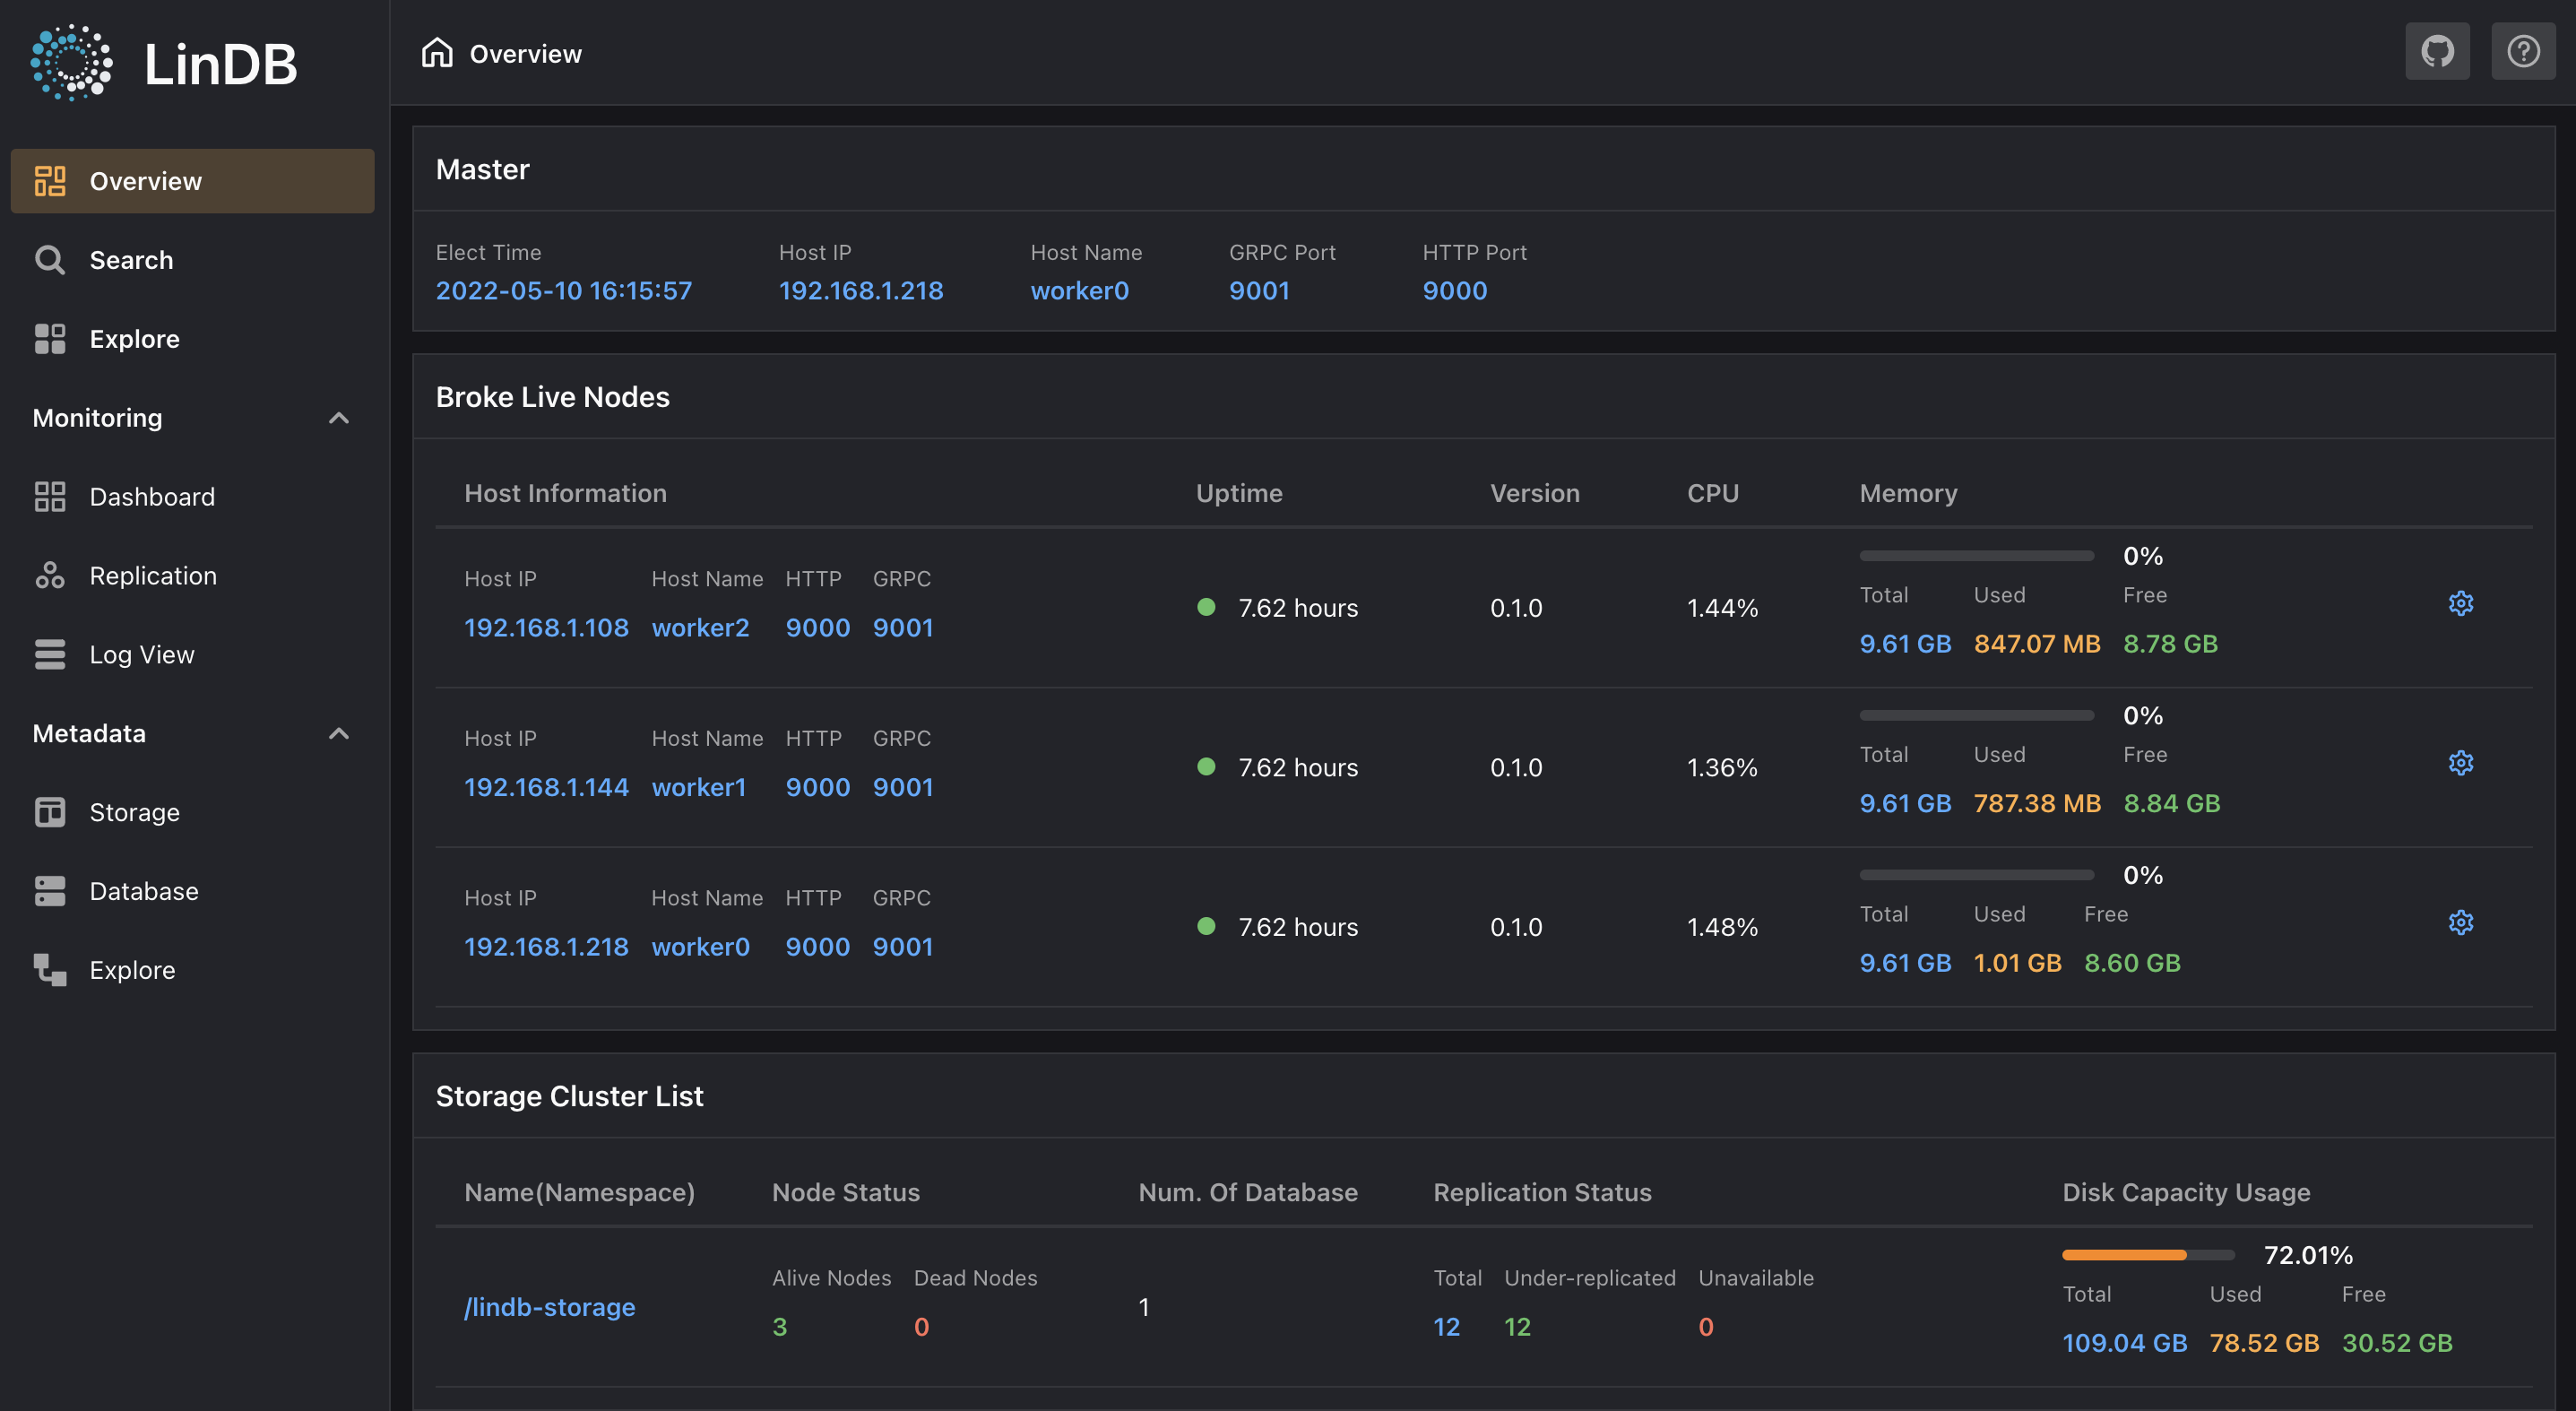 LinDB
Overview
Search
Explore
Monitoring
Dashboard
Replication
Log View
Metadata
Storage
Database
Explore
Overview
Master
Elect Time Host IP Host Name GRPC Port HTTP Port
2022-05-10 16:15:57 192.168.1.218 worker0 9001 9000
Broke Live Nodes
Host Information Uptime Version CPU Memory
0%
Host IP Host Name HTTP GRPC Total Used Free
192.168.1.108 worker2 9000 9001 7.62 hours 0.1.0 1.44% 9.61 GB 847.07 MB 8.78 GB
0%
Host IP Host Name HTTP GRPC Total Used Free
192.168.1.144 worker1 9000 9001 7.62 hours 0.1.0 1.36% 9.61 GB 787.38 MB 8.84 GB
0%
Host IP Host Name HTTP GRPC Total Used Free
192.168.1.218 worker0 9000 9001 7.62 hours 0.1.0 1.48% 9.61 GB 1.01 GB 8.60 GB
Storage Cluster List
Name(Namespace) Node Status Num. Of Database Replication Status Disk Capacity Usage
72.01%
Alive Nodes Dead Nodes Total Under-replicated Unavailable Total Used Free
/lindb-storage 3 0 1 12 12 0 109.04 GB 78.52 GB 30.52 GB